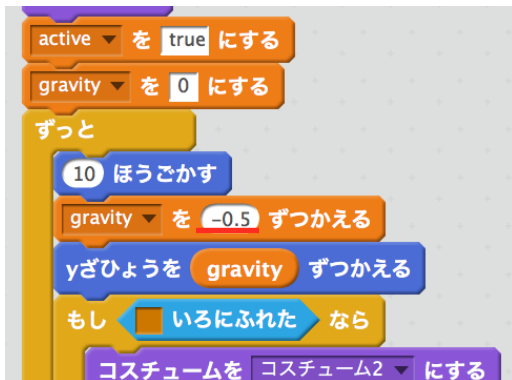 active を true にする
gravity を 0 にする
ずっと
10 ほうごかす
gravity を -0.5 ずつかえる
yざひょうを gravity ずつかえる
もし いろにふれた なら
コスチュームを コスチューム2 にする